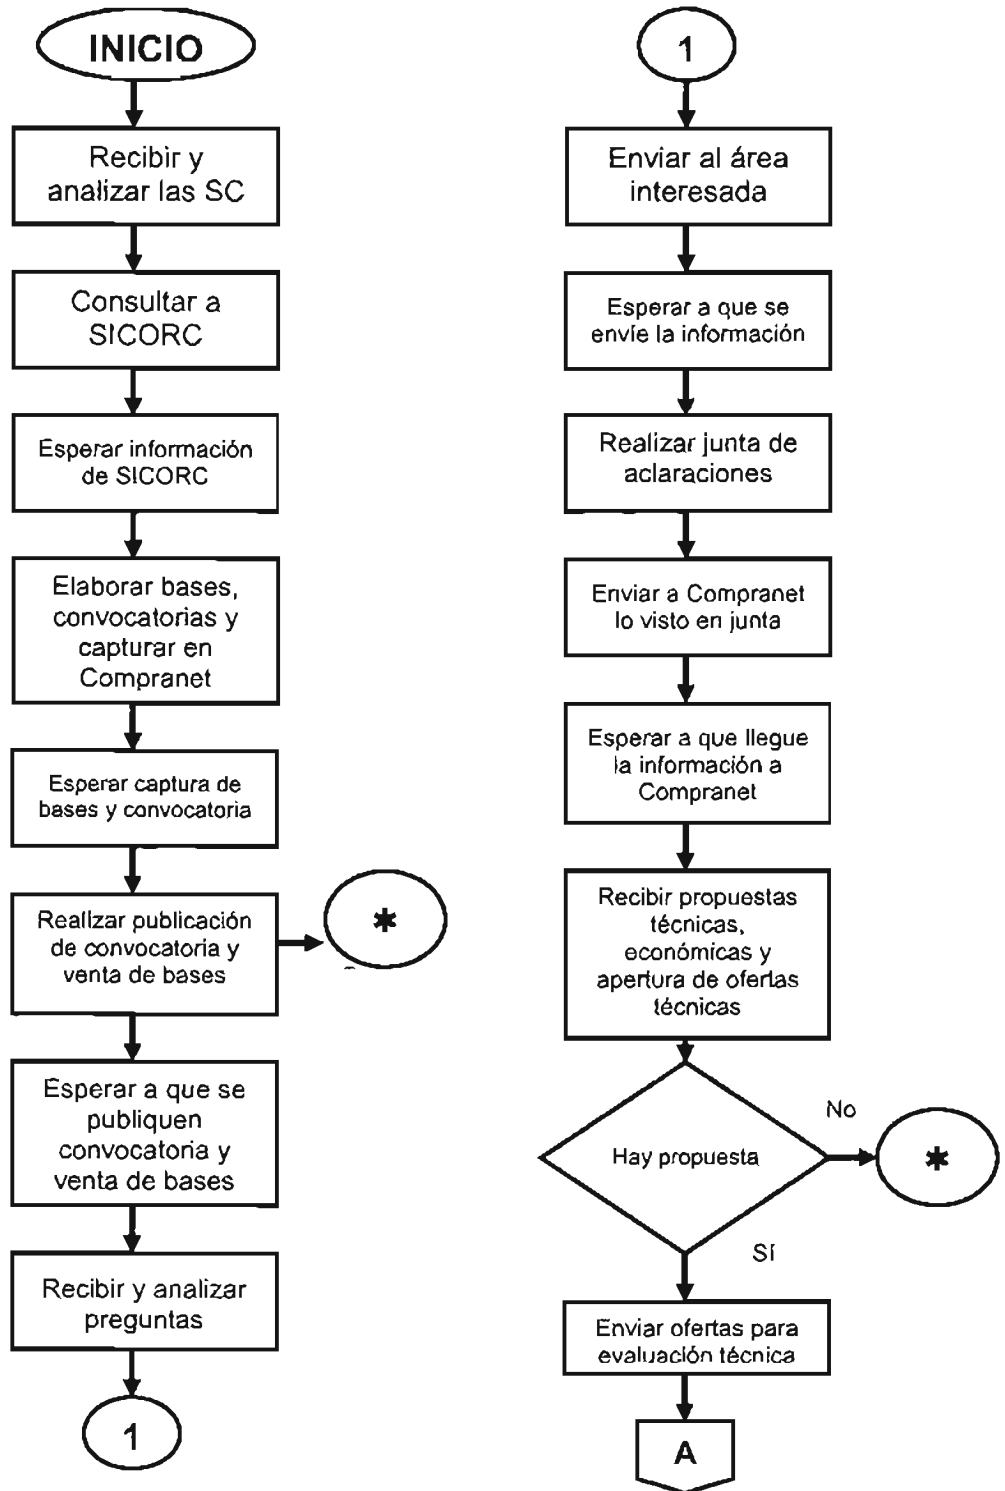 INICIO
Recibir y
analizar las SC
Consultar a
SICORC
Esperar información
de SICORC
Elaborar bases,
convocatorias y
capturar en
Compranet
Esperar captura de
bases y convocatoria
Realizar publicación
de convocatoria y
venta de bases
*
Esperar a que se
publiquen
convocatoria y
venta de bases
Recibir y analizar
preguntas
1
1
Enviar al área
interesada
Esperar a que se
envíe la información
Realizar junta de
aclaraciones
Enviar a Compranet
lo visto en junta
Esperar a que llegue
la información a
Compranet
Recibir propuestas
técnicas,
económicas y
apertura de ofertas
técnicas
Hay propuesta
No
*
Sí
Enviar ofertas para
evaluación técnica
A